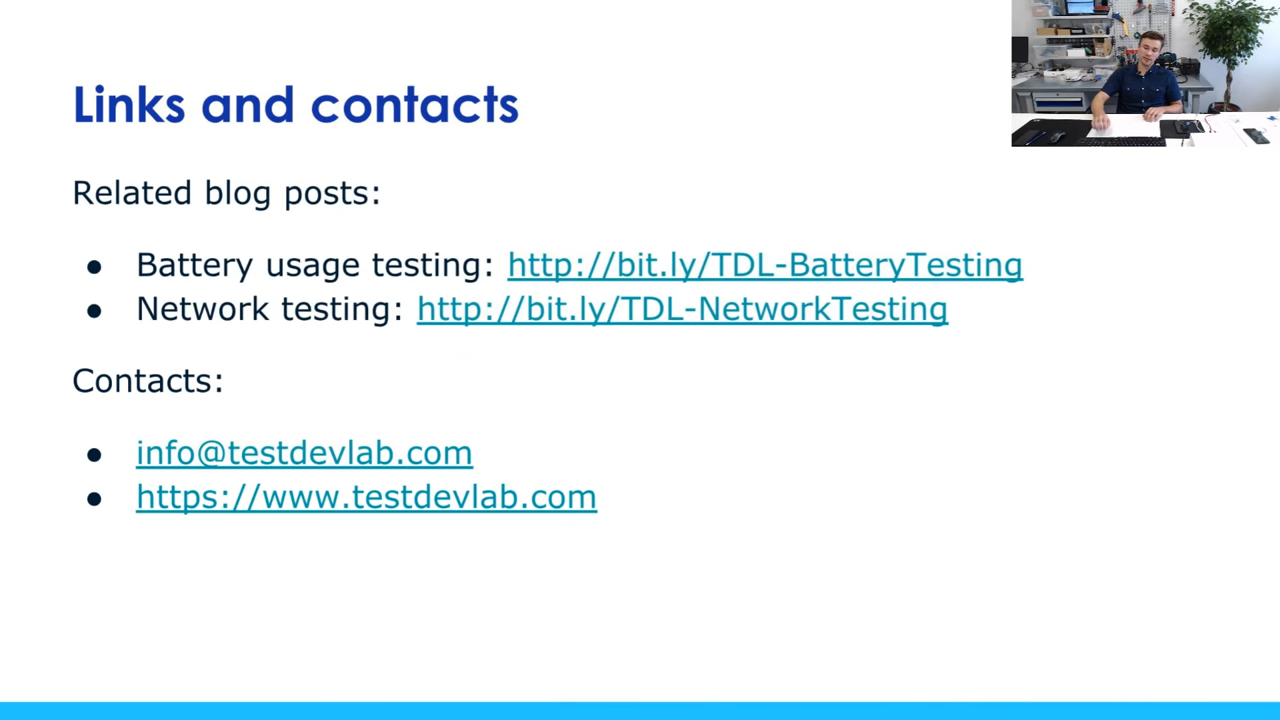 Links and contacts
Related blog posts:
● Battery usage testing: http://bit.ly/TDL-BatteryTesting
● Network testing: http://bit.ly/TDL-NetworkTesting
Contacts:
● info@testdevlab.com
● https://www.testdevlab.com